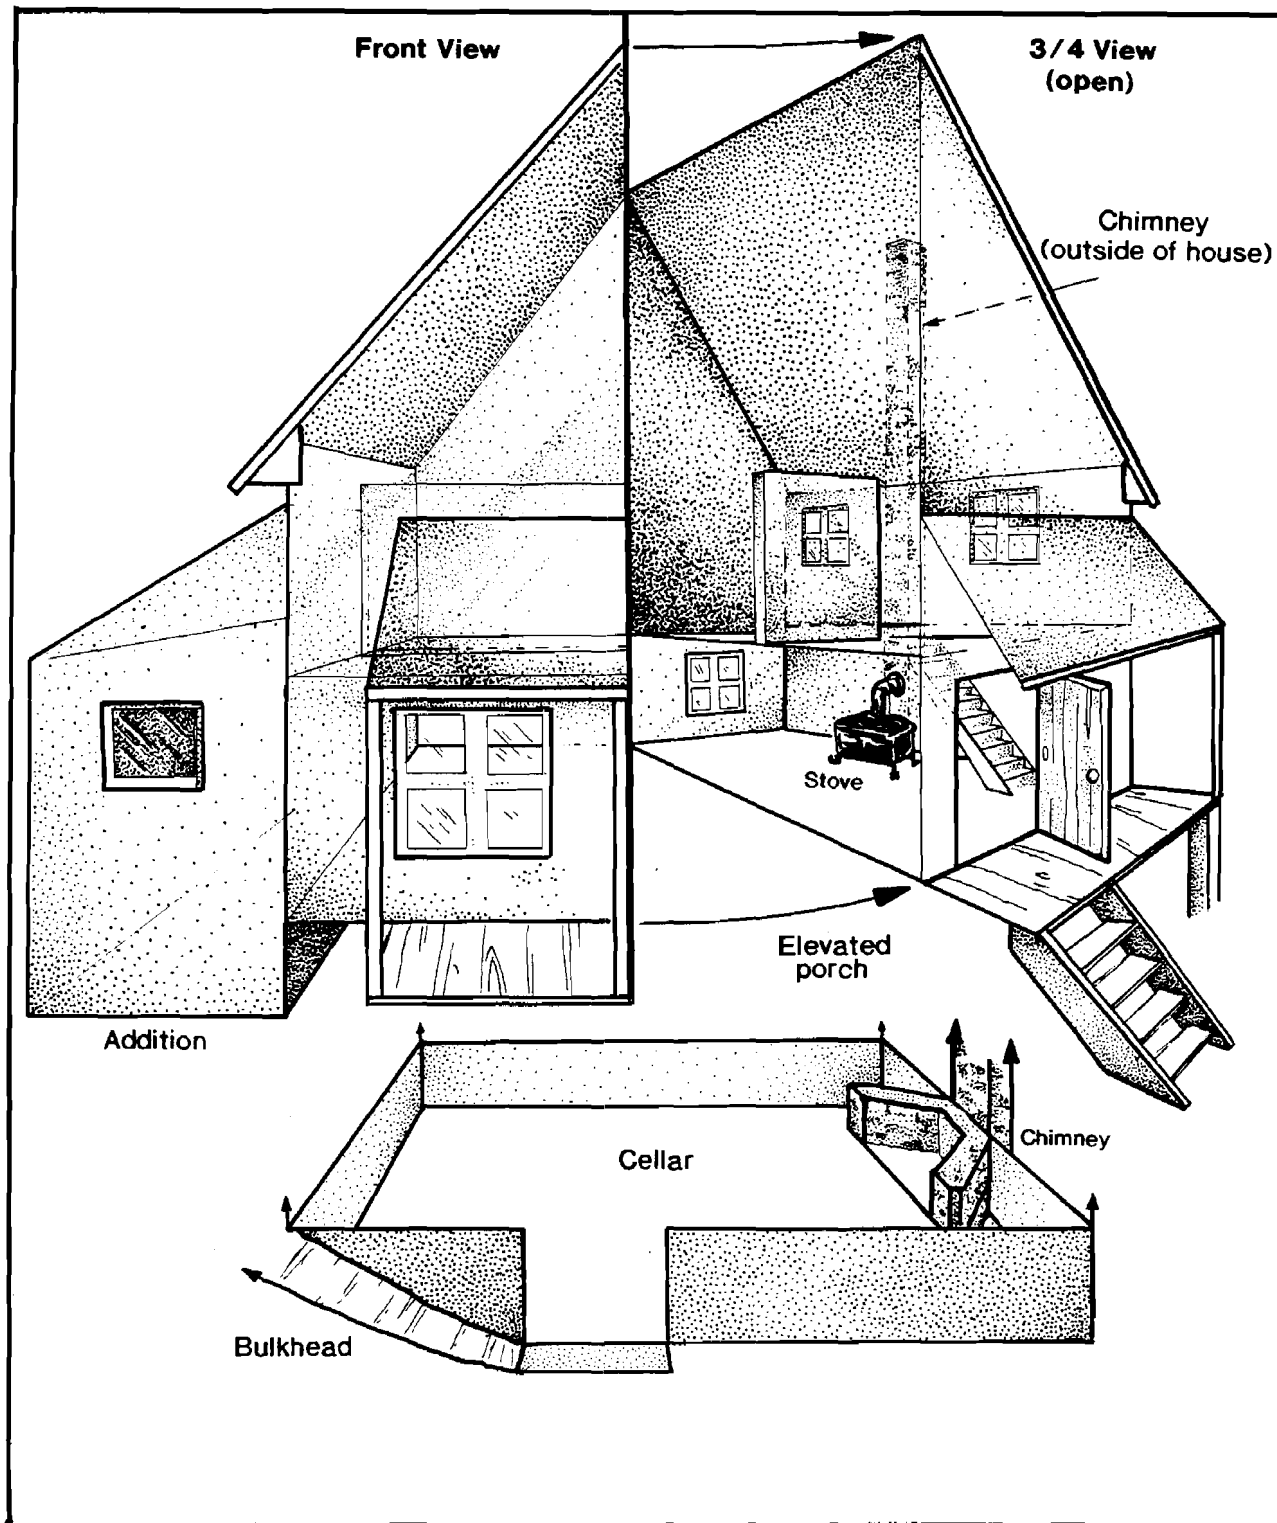 Front View
3/4 View
(open)
Chimney
(outside of house)
Stove
Elevated
porch
Addition
Cellar
Chimney
Bulkhead